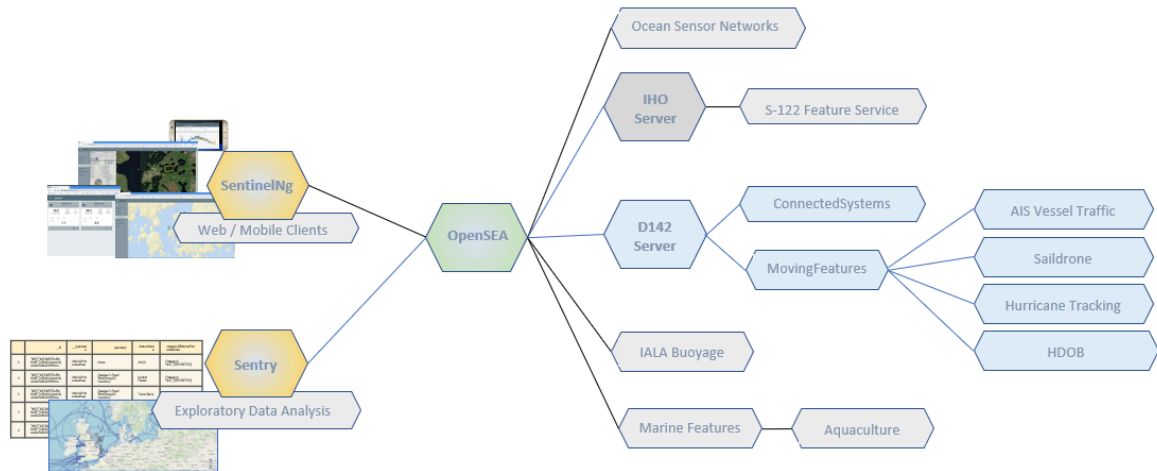 Ocean Sensor Networks
IHO
Server
S-122 Feature Service
SentinelNg
Web / Mobile Clients
OpenSEA
ConnectedSystems
D142
Server
MovingFeatures
AIS Vessel Traffic
Saildrone
Hurricane Tracking
HDOB
IALA Buoyage
Sentry
Exploratory Data Analysis
Marine Features
Aquaculture